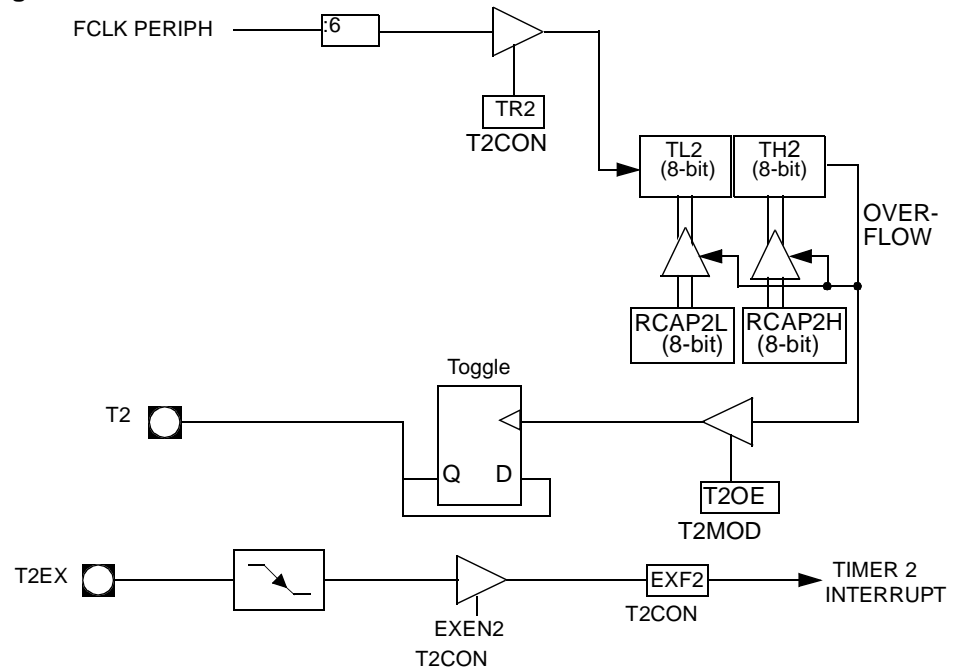 FCLK PERIPH
:6
TR2
T2CON
TL2
(8-bit)
TH2
(8-bit)
OVER-
FLOW
RCAP2L
(8-bit)
RCAP2H
(8-bit)
Toggle
T2
Q D
T2OE
T2MOD
T2EX
EXEN2
T2CON
EXF2
T2CON
TIMER 2
INTERRUPT